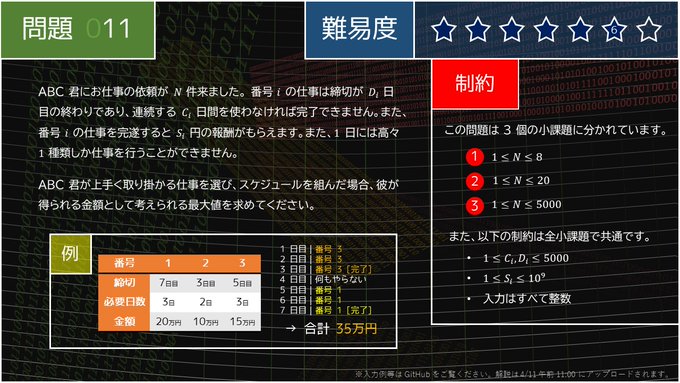 問題 011
難易度
6
ABC 君にお仕事の依頼が N 件来ました。番号 i の仕事は締切が D_i 日
目の終わりであり、連続する C_i 日間を使わなければ完了できません。また、
番号 i の仕事を完遂すると S_i 円の報酬がもらえます。また、1 日には高々
1 種類しか仕事を行うことができません。
ABC 君が上手く取り掛かる仕事を選び、スケジュールを組んだ場合、彼が
得られる金額として考えられる最大値を求めてください。
例
番号 1 2 3
締切 7日目 3日目 5日目
必要日数 3日 2日 3日
金額 20万円 10万円 15万円
1 日目 | 番号 3
2 日目 | 番号 3
3 日目 | 番号 3 [完了]
4 日目 | 何もやらない
5 日目 | 番号 1
6 日目 | 番号 1
7 日目 | 番号 1 [完了]
→ 合計 35万円
制約
この問題は 3 個の小課題に分かれています。
1 1 ≤ N ≤ 8
2 1 ≤ N ≤ 20
3 1 ≤ N ≤ 5000
また、以下の制約は全小課題で共通です。
• 1 ≤ C_i, D_i ≤ 5000
• 1 ≤ S_i ≤ 10^9
• 入力はすべて整数
※入力例等は GitHub をご覧ください。解説は 4/11 午前 11:00 にアップロードされます。